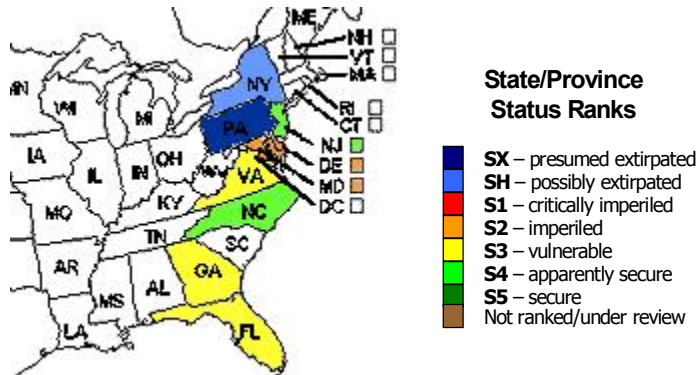 ME
NH
VT
MA
RI
CT
NJ
DE
MD
DC
NY
WI
MI
PA
IA
IL
IN
OH
WV
VA
KY
MO
NC
TN
SC
AR
MS
AL
GA
LA
FL
State/Province
Status Ranks
SX – presumed extirpated
SH – possibly extirpated
S1 – critically imperiled
S2 – imperiled
S3 – vulnerable
S4 – apparently secure
S5 – secure
Not ranked/under review